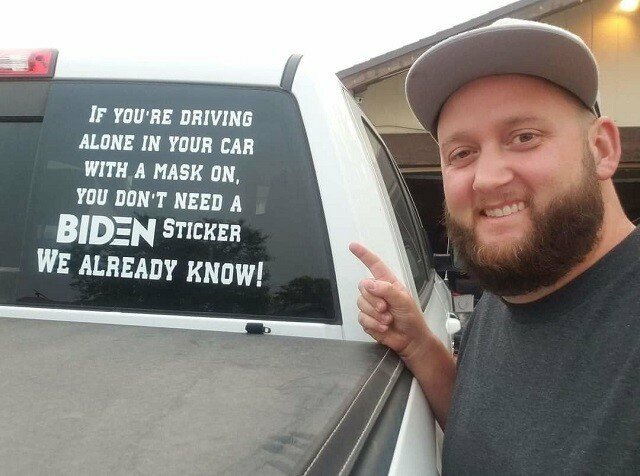 IF YOU'RE DRIVING
ALONE IN YOUR CAR
WITH A MASK ON,
YOU DON'T NEED A
BIDEN STICKER
WE ALREADY KNOW!